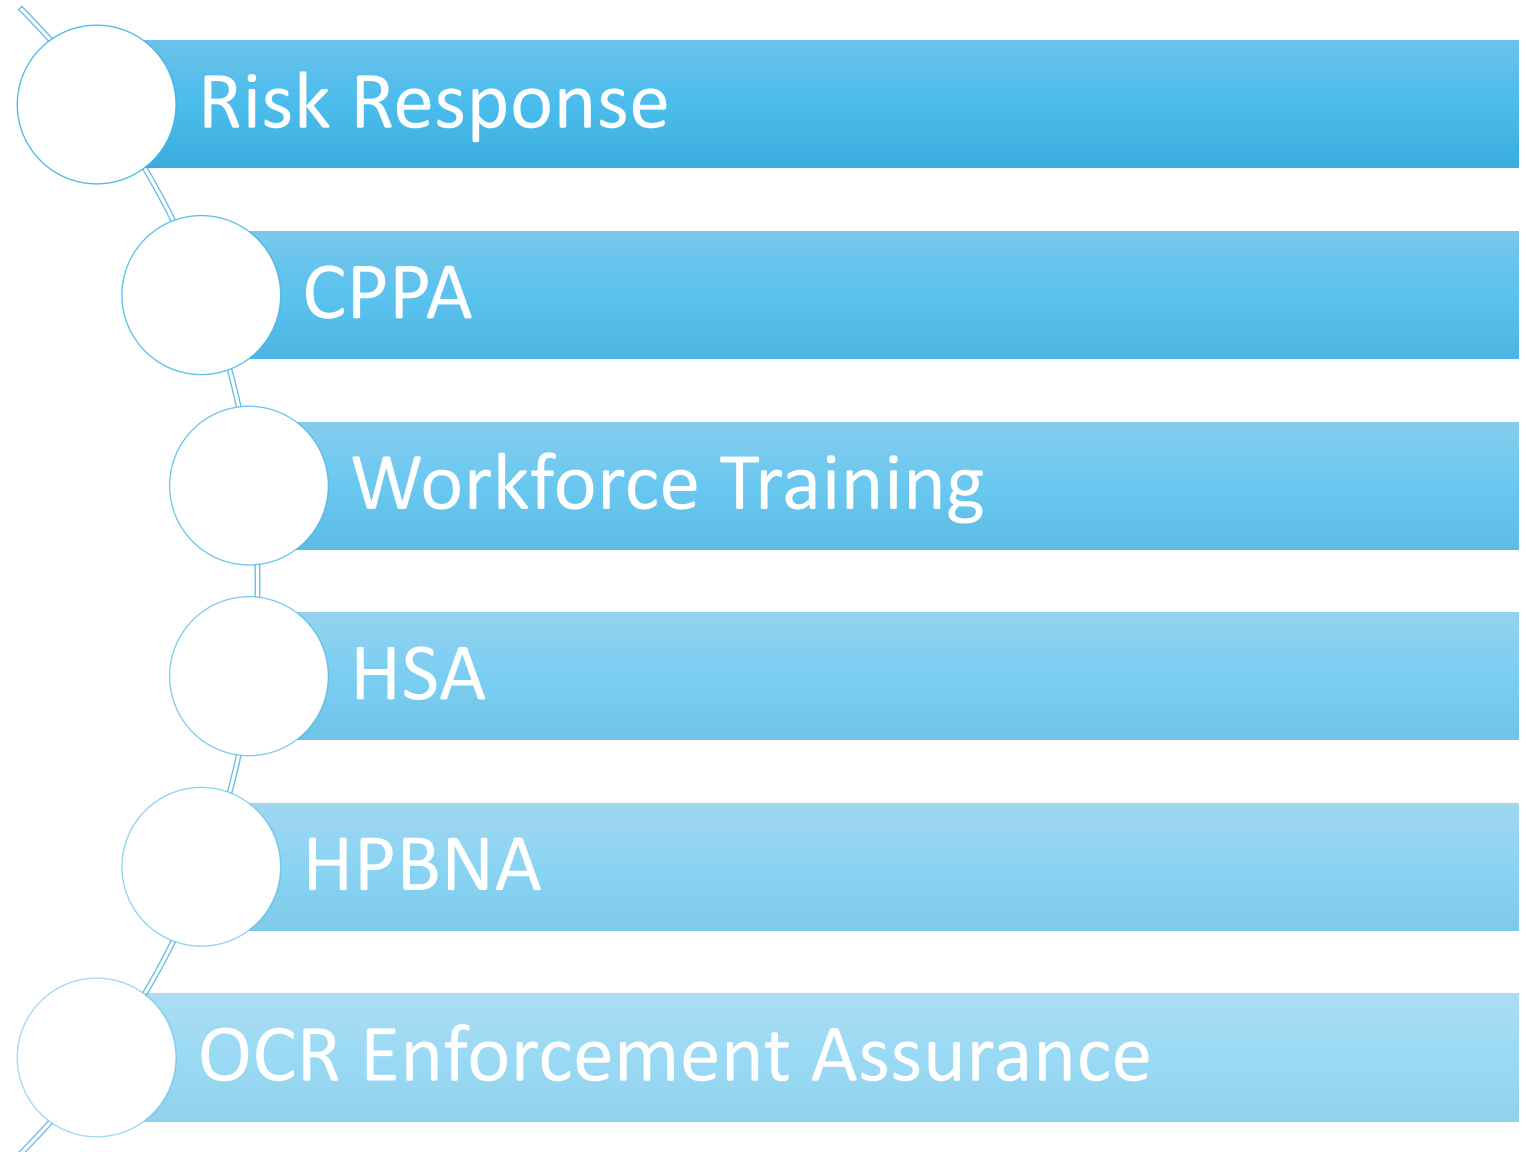 Risk Response
CPPA
Workforce Training
HSA
HPBNA
OCR Enforcement Assurance